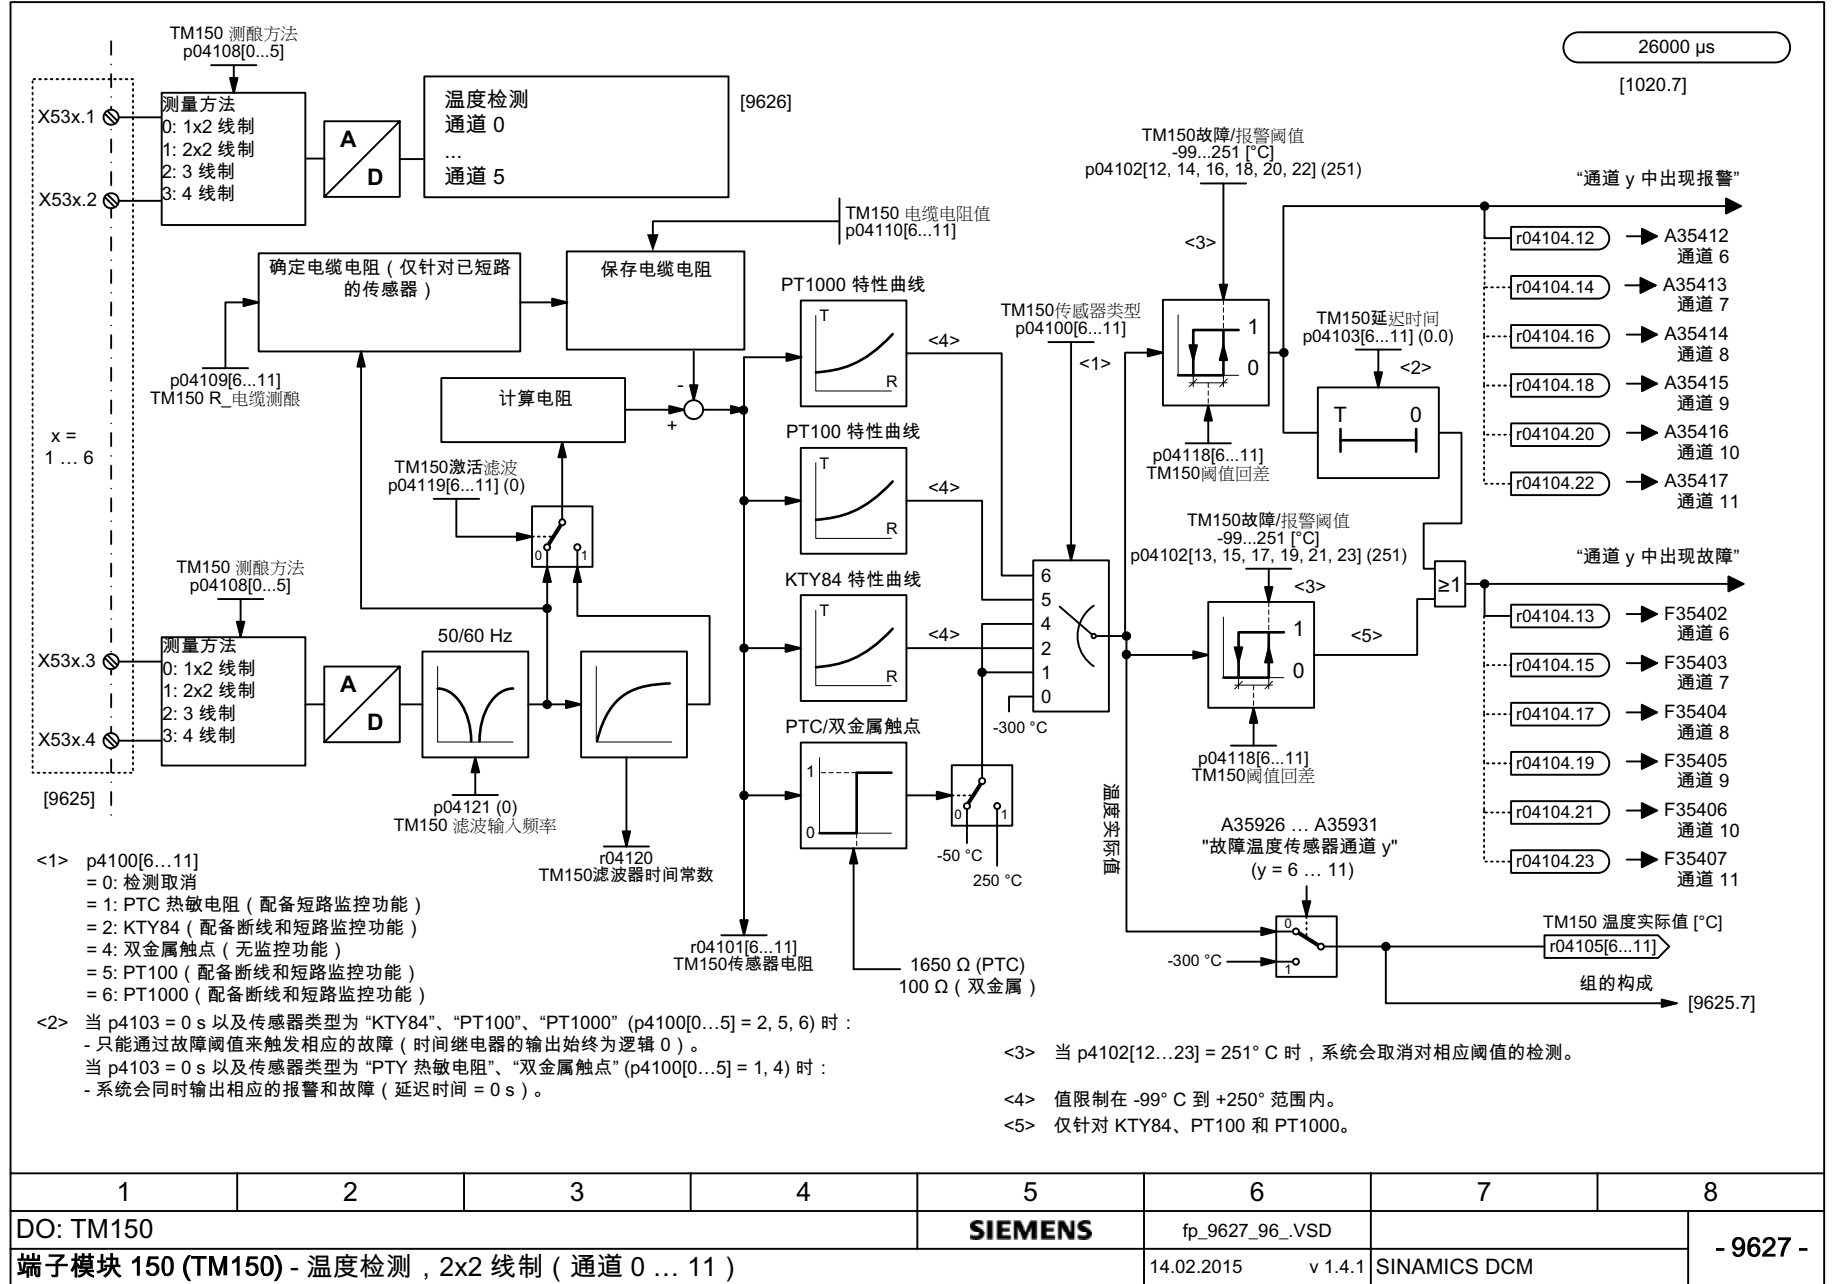 TM150 测酿方法
p04108[0...5]
26000 µs
[1020.7]
X53x.1
X53x.2
测量方法
0: 1x2 线制
1: 2x2 线制
2: 3 线制
3: 4 线制
A
D
温度检测
通道 0
...
通道 5
[9626]
TM150故障/报警阈值
-99...251 [°C]
p04102[12, 14, 16, 18, 20, 22] (251)
<3>
“通道 y 中出现报警”
r04104.12
A35412
通道 6
r04104.14
A35413
通道 7
r04104.16
A35414
通道 8
r04104.18
A35415
通道 9
r04104.20
A35416
通道 10
r04104.22
A35417
通道 11
TM150 电缆电阻值
p04110[6...11]
确定电缆电阻（仅针对已短路
的传感器）
保存电缆电阻
p04109[6...11]
TM150 R_电缆测酿
x =
1 … 6
计算电阻
-
+
TM150激活滤波
p04119[6...11] (0)
0
1
PT1000 特性曲线
T
R
<4>
PT100 特性曲线
T
R
<4>
KTY84 特性曲线
T
R
<4>
TM150传感器类型
p04100[6...11]
<1>
6
5
4
2
1
0
-300 °C
1
0
p04118[6...11]
TM150阈值回差
TM150延迟时间
p04103[6...11] (0.0)
<2>
T
0
TM150故障/报警阈值
-99...251 [°C]
p04102[13, 15, 17, 19, 21, 23] (251)
<3>
1
0
<5>
p04118[6...11]
TM150阈值回差
≥1
“通道 y 中出现故障”
r04104.13
F35402
通道 6
r04104.15
F35403
通道 7
r04104.17
F35404
通道 8
r04104.19
F35405
通道 9
r04104.21
F35406
通道 10
r04104.23
F35407
通道 11
TM150 测酿方法
p04108[0...5]
X53x.3
X53x.4
[9625]
测量方法
0: 1x2 线制
1: 2x2 线制
2: 3 线制
3: 4 线制
A
D
50/60 Hz
p04121 (0)
TM150 滤波输入频率
r04120
TM150滤波器时间常数
PTC/双金属触点
1
0
0
1
-50 °C
250 °C
r04101[6...11]
TM150传感器电阻
1650 Ω (PTC)
100 Ω（双金属）
温度实际值
A35926 … A35931
"故障温度传感器通道 y"
(y = 6 … 11)
0
1
-300 °C
TM150 温度实际值 [°C]
r04105[6...11]
组的构成
[9625.7]
<1> p4100[6…11]
= 0: 检测取消
= 1: PTC 热敏电阻（配备短路监控功能）
= 2: KTY84（配备断线和短路监控功能）
= 4: 双金属触点（无监控功能）
= 5: PT100（配备断线和短路监控功能）
= 6: PT1000（配备断线和短路监控功能）
<2> 当 p4103 = 0 s 以及传感器类型为 “KTY84”、“PT100”、“PT1000” (p4100[0…5] = 2, 5, 6) 时：
- 只能通过故障阈值来触发相应的故障（时间继电器的输出始终为逻辑 0）。
当 p4103 = 0 s 以及传感器类型为 “PTY 热敏电阻”、“双金属触点” (p4100[0…5] = 1, 4) 时：
- 系统会同时输出相应的报警和故障（延迟时间 = 0 s）。
<3> 当 p4102[12…23] = 251° C 时，系统会取消对相应阈值的检测。
<4> 值限制在 -99° C 到 +250° 范围内。
<5> 仅针对 KTY84、PT100 和 PT1000。
1 2 3 4 5 6 7 8
DO: TM150
SIEMENS
fp_9627_96_.VSD
- 9627 -
端子模块 150 (TM150) - 温度检测，2x2 线制（通道 0 … 11）
14.02.2015
v 1.4.1
SINAMICS DCM